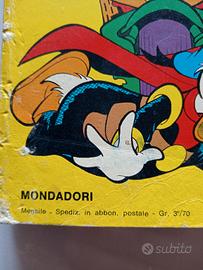 MONDADORI
Mensile - Spediz. in abbon. postale - Gr. 3°/70
subito